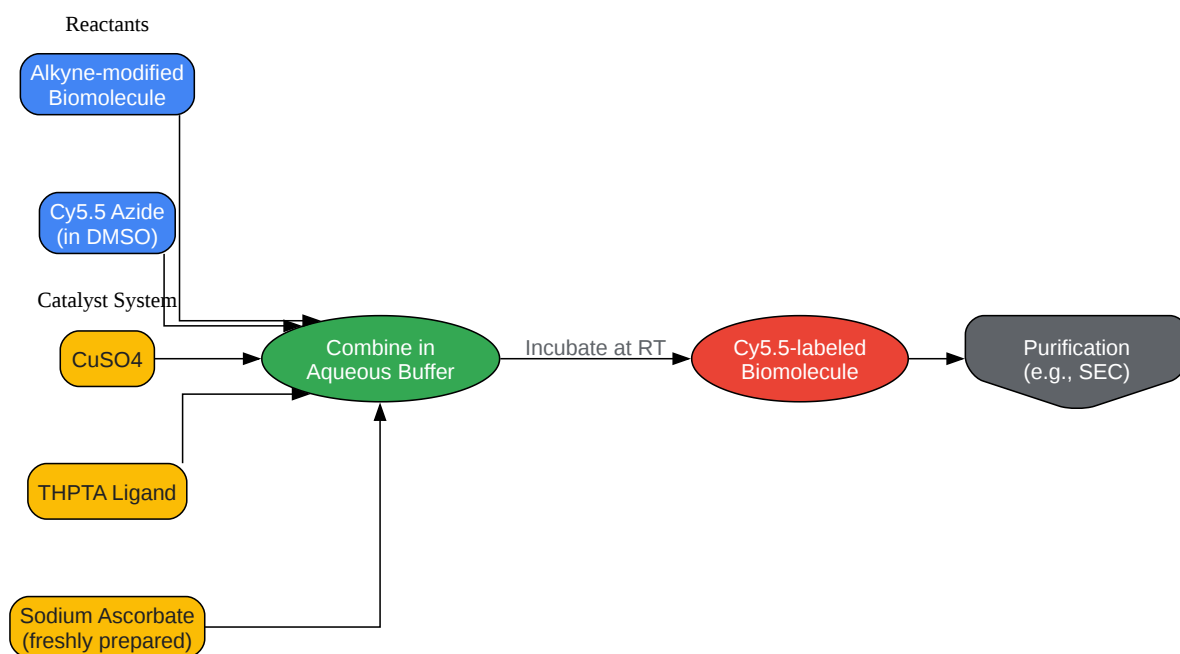 Reactants
Alkyne-modified
Biomolecule
Cy5.5 Azide
(in DMSO)
Catalyst System
CuSO4
THPTA Ligand
Sodium Ascorbate
(freshly prepared)
Combine in
Aqueous Buffer
Incubate at RT
Cy5.5-labeled
Biomolecule
Purification
(e.g., SEC)